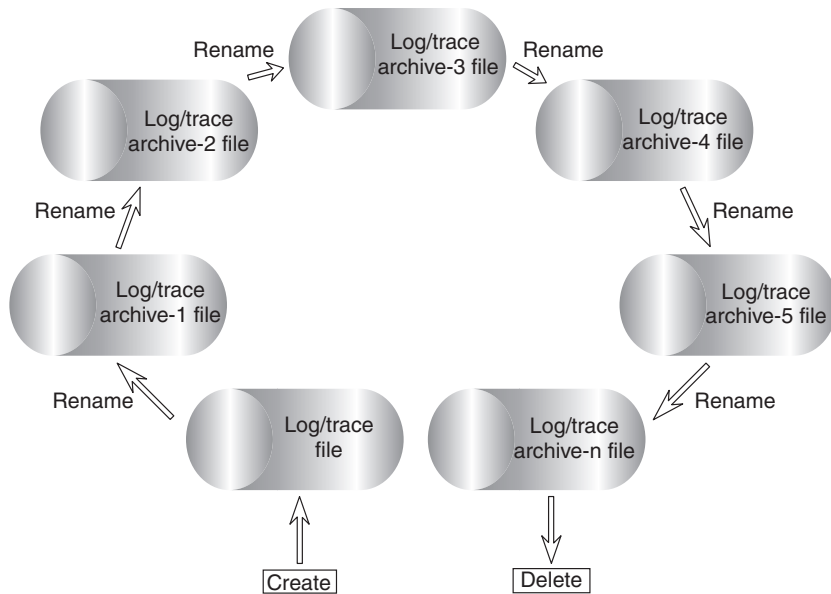 Rename
Log/trace
archive-3 file
Rename
Log/trace
archive-2 file
Log/trace
archive-4 file
Rename
Rename
Log/trace
archive-1 file
Log/trace
archive-5 file
Rename
Rename
Log/trace
file
Log/trace
archive-n file
Create
Delete